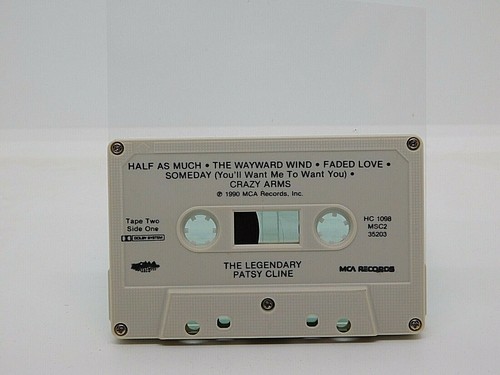 HALF AS MUCH • THE WAYWARD WIND • FADED LOVE •
SOMEDAY (You'll Want Me To Want You) •
CRAZY ARMS
℗ 1990 MCA Records, Inc.
Tape Two
Side One
DOLBY SYSTEM
HC 1098
MSC2
35203
THE LEGENDARY
PATSY CLINE
MCA RECORDS